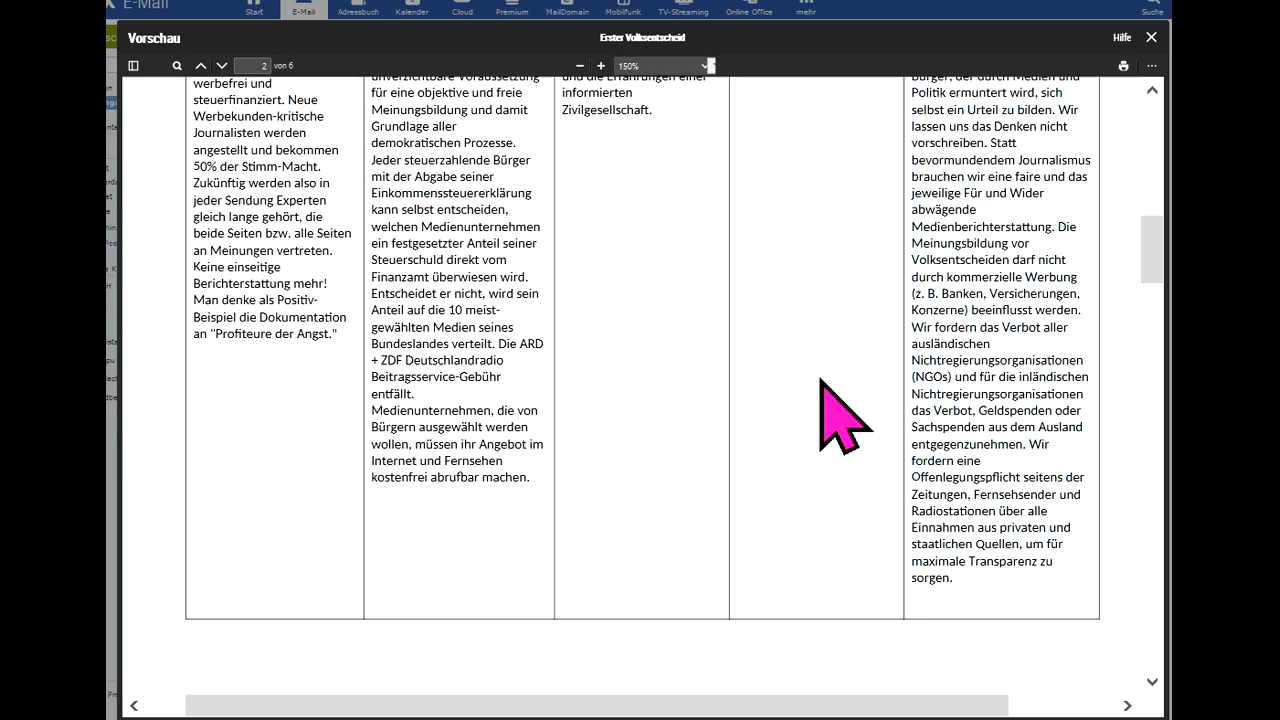 E-Mail
Start
E-Mail
Adressbuch
Kalender
Cloud
Premium
MailDomain
Mobilfunk
TV-Streaming
Online Office
mehr
Suche
Vorschau
Erster Volksentscheid
Hilfe
2 von 6
150%
werbefrei und
steuerfinanziert. Neue
Werbekunden-kritische
Journalisten werden
angestellt und bekommen
50% der Stimm-Macht.
Zukünftig werden also in
jeder Sendung Experten
gleich lange gehört, die
beide Seiten bzw. alle Seiten
an Meinungen vertreten.
Keine einseitige
Berichterstattung mehr!
Man denke als Positiv-
Beispiel die Dokumentation
an "Profiteure der Angst."
unverzichtbare Voraussetzung
für eine objektive und freie
Meinungsbildung und damit
Grundlage aller
demokratischen Prozesse.
Jeder steuerzahlende Bürger
mit der Abgabe seiner
Einkommenssteuererklärung
kann selbst entscheiden,
welchen Medienunternehmen
ein festgesetzter Anteil seiner
Steuerschuld direkt vom
Finanzamt überwiesen wird.
Entscheidet er nicht, wird sein
Anteil auf die 10 meist-
gewählten Medien seines
Bundeslandes verteilt. Die ARD
+ ZDF Deutschlandradio
Beitragsservice-Gebühr
entfällt.
Medienunternehmen, die von
Bürgern ausgewählt werden
wollen, müssen ihr Angebot im
Internet und Fernsehen
kostenfrei abrufbar machen.
und die Erfahrungen einer
informierten
Zivilgesellschaft.
Bürger, der durch Medien und
Politik ermuntert wird, sich
selbst ein Urteil zu bilden. Wir
lassen uns das Denken nicht
vorschreiben. Statt
bevormundendem Journalismus
brauchen wir eine faire und das
jeweilige Für und Wider
abwägende
Medienberichterstattung. Die
Meinungsbildung vor
Volksentscheiden darf nicht
durch kommerzielle Werbung
(z. B. Banken, Versicherungen,
Konzerne) beeinflusst werden.
Wir fordern das Verbot aller
ausländischen
Nichtregierungsorganisationen
(NGOs) und für die inländischen
Nichtregierungsorganisationen
das Verbot, Geldspenden oder
Sachspenden aus dem Ausland
entgegenzunehmen. Wir
fordern eine
Offenlegungspflicht seitens der
Zeitungen, Fernsehsender und
Radiostationen über alle
Einnahmen aus privaten und
staatlichen Quellen, um für
maximale Transparenz zu
sorgen.